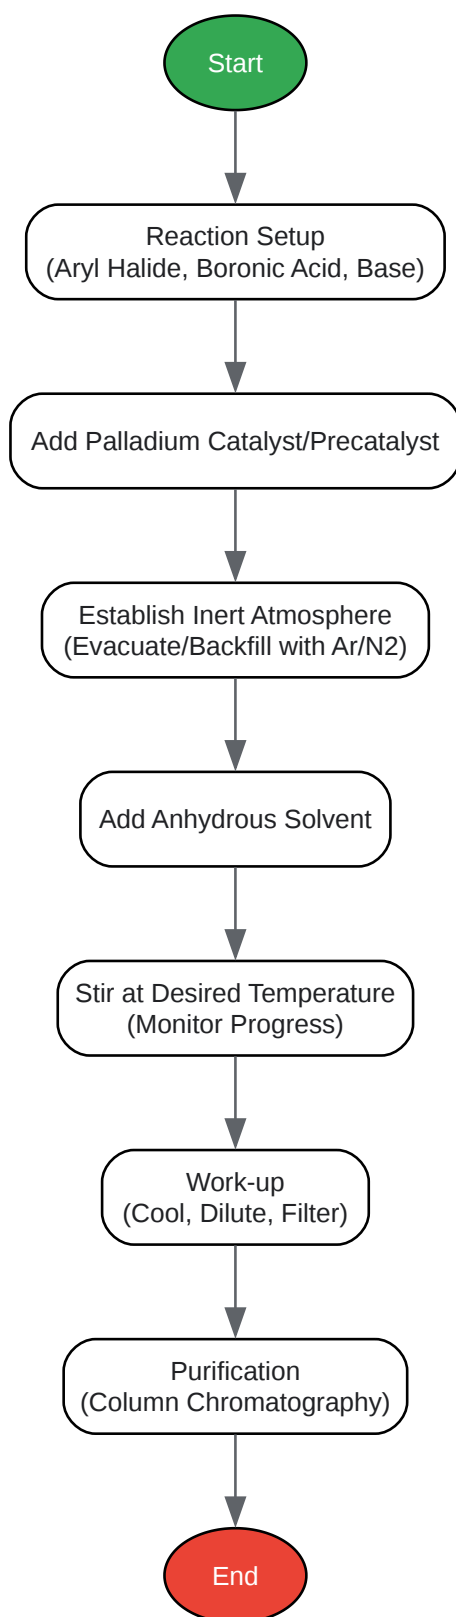 Start
Reaction Setup
(Aryl Halide, Boronic Acid, Base)
Add Palladium Catalyst/Precatalyst
Establish Inert Atmosphere
(Evacuate/Backfill with Ar/N2)
Add Anhydrous Solvent
Stir at Desired Temperature
(Monitor Progress)
Work-up
(Cool, Dilute, Filter)
Purification
(Column Chromatography)
End